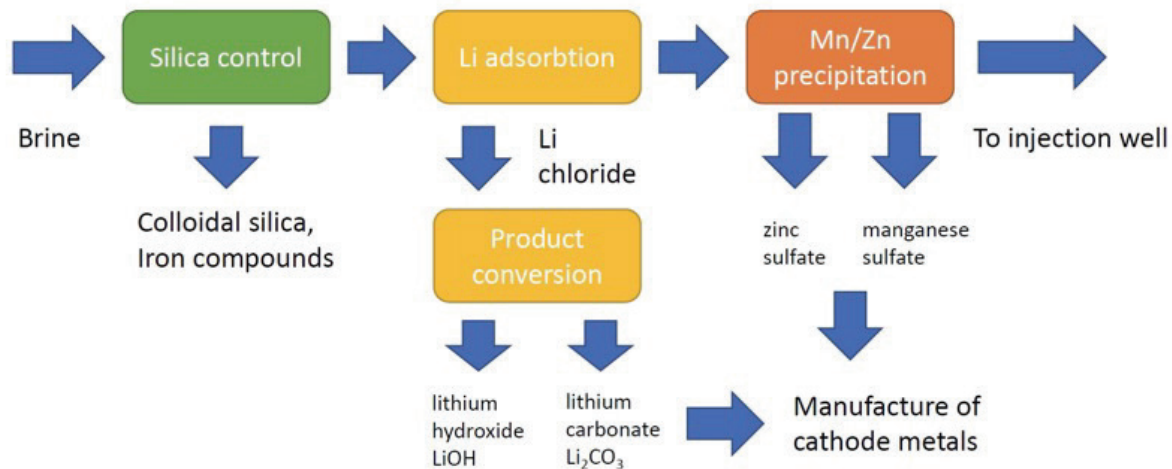 Silica control
Li adsorbtion
Mn/Zn
precipitation
Brine
Li
chloride
To injection well
Colloidal silica,
Iron compounds
Product
conversion
zinc
sulfate
manganese
sulfate
lithium
hydroxide
LiOH
lithium
carbonate
Li₂CO₃
Manufacture of
cathode metals